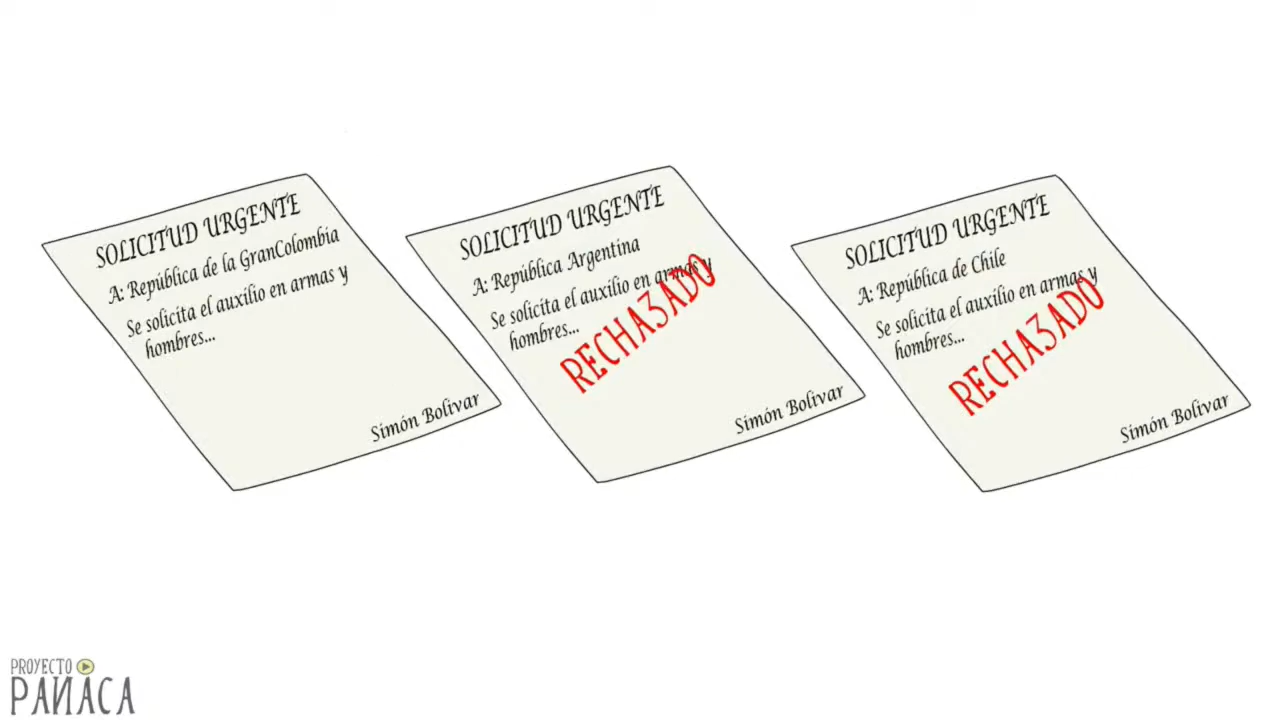 SOLICITUD URGENTE
A: República de la GranColombia
Se solicita el auxilio en armas y
hombres...
Simón Bolivar
SOLICITUD URGENTE
A: República Argentina
Se solicita el auxilio en armas y
hombres...
RECHA3ADO
Simón Bolivar
SOLICITUD URGENTE
A: República de Chile
Se solicita el auxilio en armas y
hombres...
RECHA3ADO
Simón Bolivar
PROYECTO
PANACA